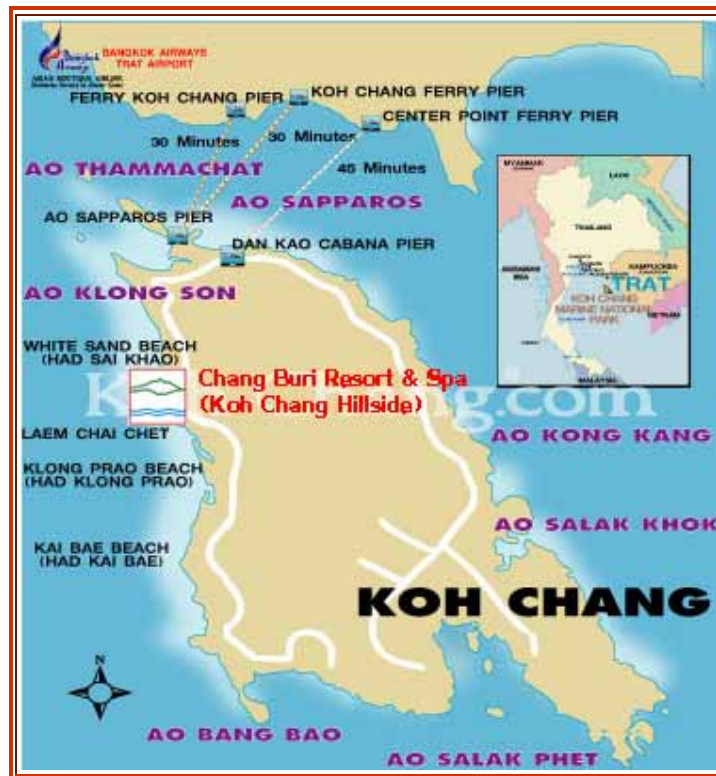 BANGKOK AIRWAYS
TRAT AIRPORT
FERRY KOH CHANG PIER
KOH CHANG FERRY PIER
CENTER POINT FERRY PIER
30 Minutes
30 Minutes
45 Minutes
AO THAMMACHAT
AO SAPPAROS
AO SAPPAROS PIER
DAN KAO CABANA PIER
AO KLONG SON
MYANMAR
LAOS
THAILAND
KAMPUCHEA
ANDAMAN
SEA
TRAT
KOH CHANG
MARINE NATIONAL
PARK
VIETNAM
MALAYSIA
WHITE SAND BEACH
(HAD SAI KHAO)
Chang Buri Resort & Spa
(Koh Chang Hillside)
.com
LAEM CHAI CHET
KLONG PRAO BEACH
(HAD KLONG PRAO)
AO KONG KANG
AO SALAK KHOK
KAI BAE BEACH
(HAD KAI BAE)
KOH CHANG
N
AO BANG BAO
AO SALAK PHET